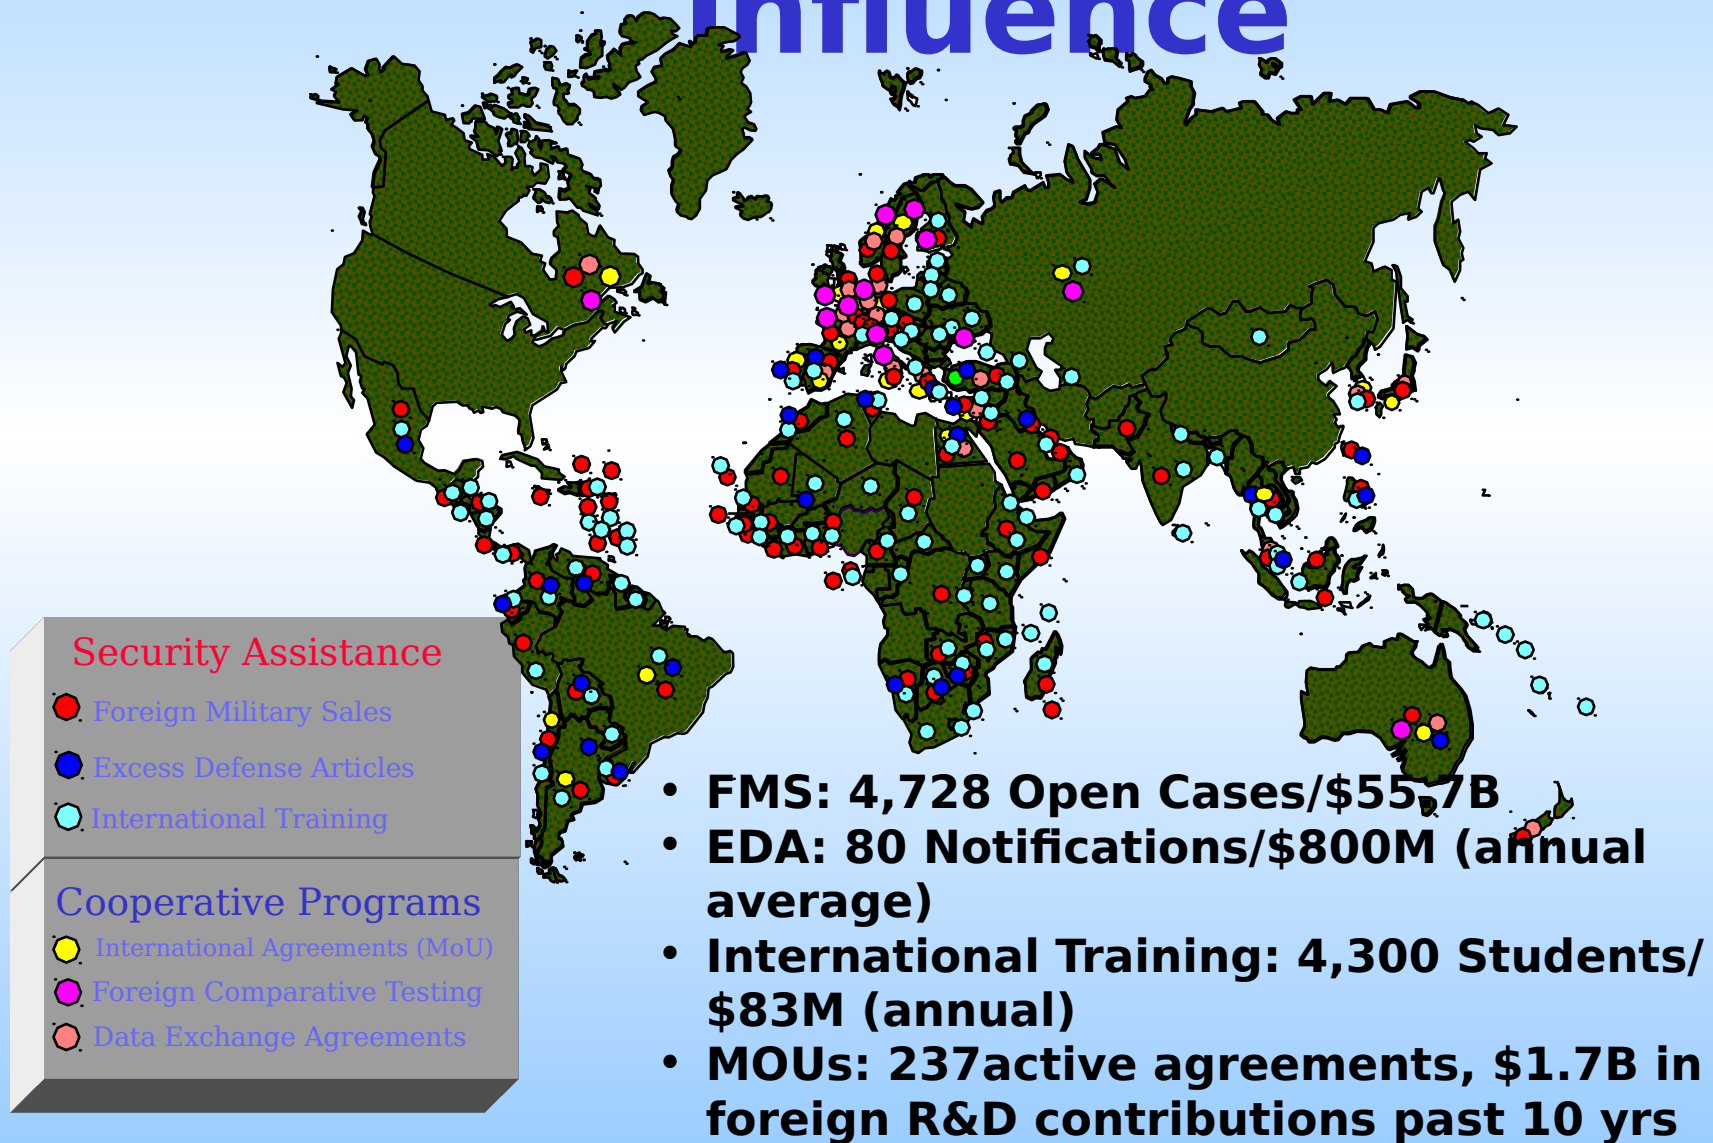 Influence
Security Assistance
Foreign Military Sales
Excess Defense Articles
International Training
Cooperative Programs
International Agreements (MoU)
Foreign Comparative Testing
Data Exchange Agreements
• FMS: 4,728 Open Cases/$55.7B
• EDA: 80 Notifications/$800M (annual
average)
• International Training: 4,300 Students/
$83M (annual)
• MOUs: 237active agreements, $1.7B in
foreign R&D contributions past 10 yrs